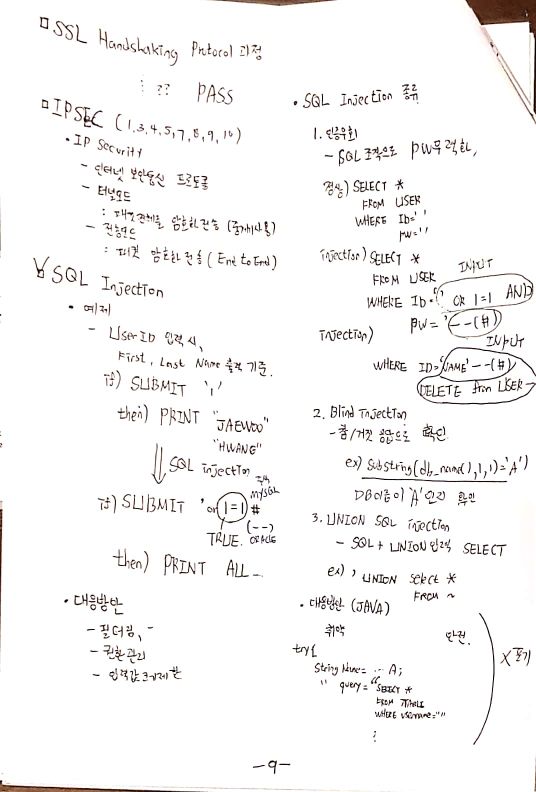 □ SSL Handshaking Protocol 과정
⋮ ?? PASS
□ IPSEC (1,3,4,5,7,8,9,10)
• IP Security
- 인터넷 보안통신 프로토콜
- 터널모드
: 패킷전체를 암호화 전송 (중계사용)
- 전송모드
: 패킷 암호화 전송 (End to End)
SQL Injection
• 예제
- User ID 입력시,
First, Last Name 출력 기준.
if) SUBMIT '1'
then) PRINT "JAEWOO"
"HWANG"
⇓ SQL injection
if) SUBMIT ' or 1=1 #
MYSQL
TRUE.
(--)
ORACLE
then) PRINT ALL -
• 대응방안
- 필터링, -
- 권한관리
- 입력값 크기제한
• SQL Injection 종류
1. 인증우회
- SQL 조작으로 PW무력화,
정상) SELECT *
FROM USER
WHERE Id=' '
PW=' '
injection) SELECT *
FROM USER
INPUT
WHERE ID=' ' OR 1=1 AND
PW = ' --(#)
injection)
INPUT
WHERE ID='NAME' --(#)
DELETE from USER
2. Blind Injection
- 참/거짓 응답으로 확인
ex) Substring(db_name(),1,1)='A')
DB이름이 'A'인지 확인
3. UNION SQL injection
- SQL + UNION 입력 SELECT
ex) ' UNION select *
FROM ~
• 대응방안 (JAVA)
취약 안전.
try{
String Name= ... A;
" query = "SELECT *
FROM
WHERE username=""
⋮
X 포기
-9-